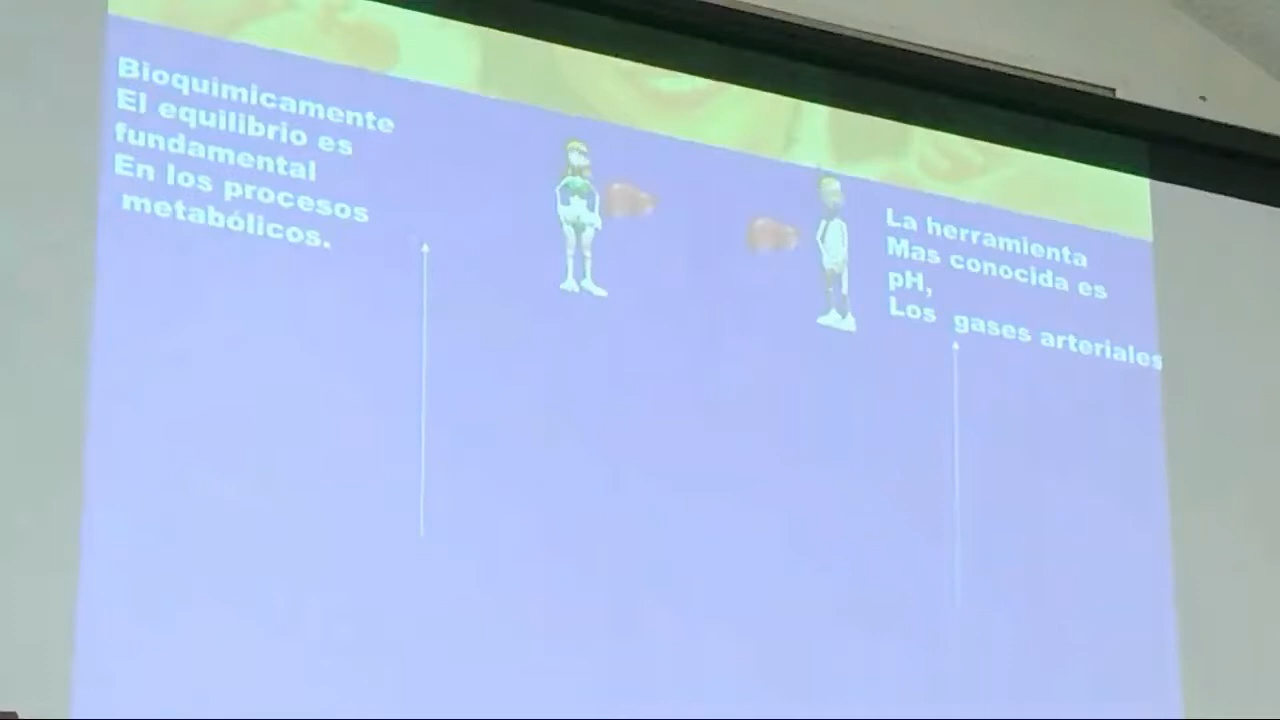 Bioquimicamente
El equilibrio es
fundamental
En los procesos
metabólicos.
La herramienta
Mas conocida es
pH,
Los gases arteriales